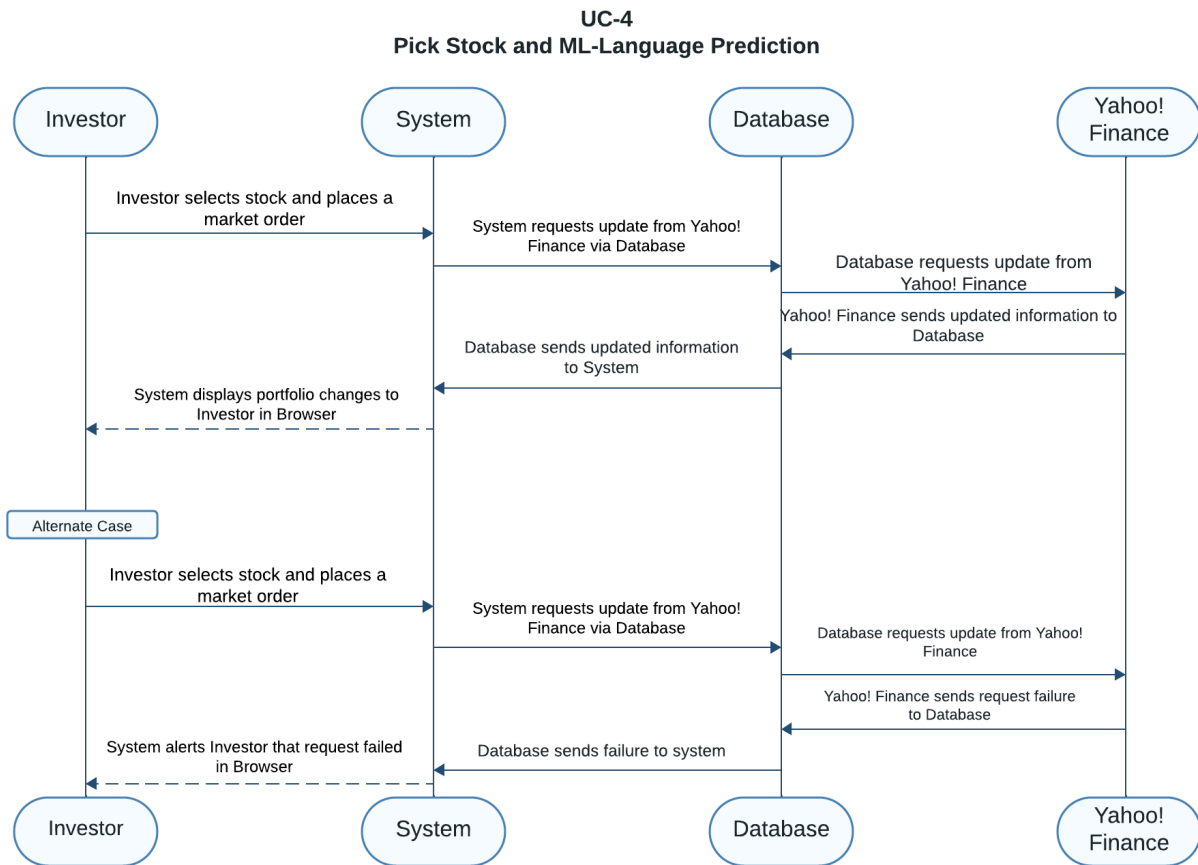 UC-4
Pick Stock and ML-Language Prediction
Investor
System
Database
Yahoo!
Finance
Investor selects stock and places a
market order
System requests update from Yahoo!
Finance via Database
Database requests update from
Yahoo! Finance
Yahoo! Finance sends updated information to
Database
Database sends updated information
to System
System displays portfolio changes to
Investor in Browser
Alternate Case
Investor selects stock and places a
market order
System requests update from Yahoo!
Finance via Database
Database requests update from Yahoo!
Finance
Yahoo! Finance sends request failure
to Database
Database sends failure to system
System alerts Investor that request failed
in Browser
Investor
System
Database
Yahoo!
Finance